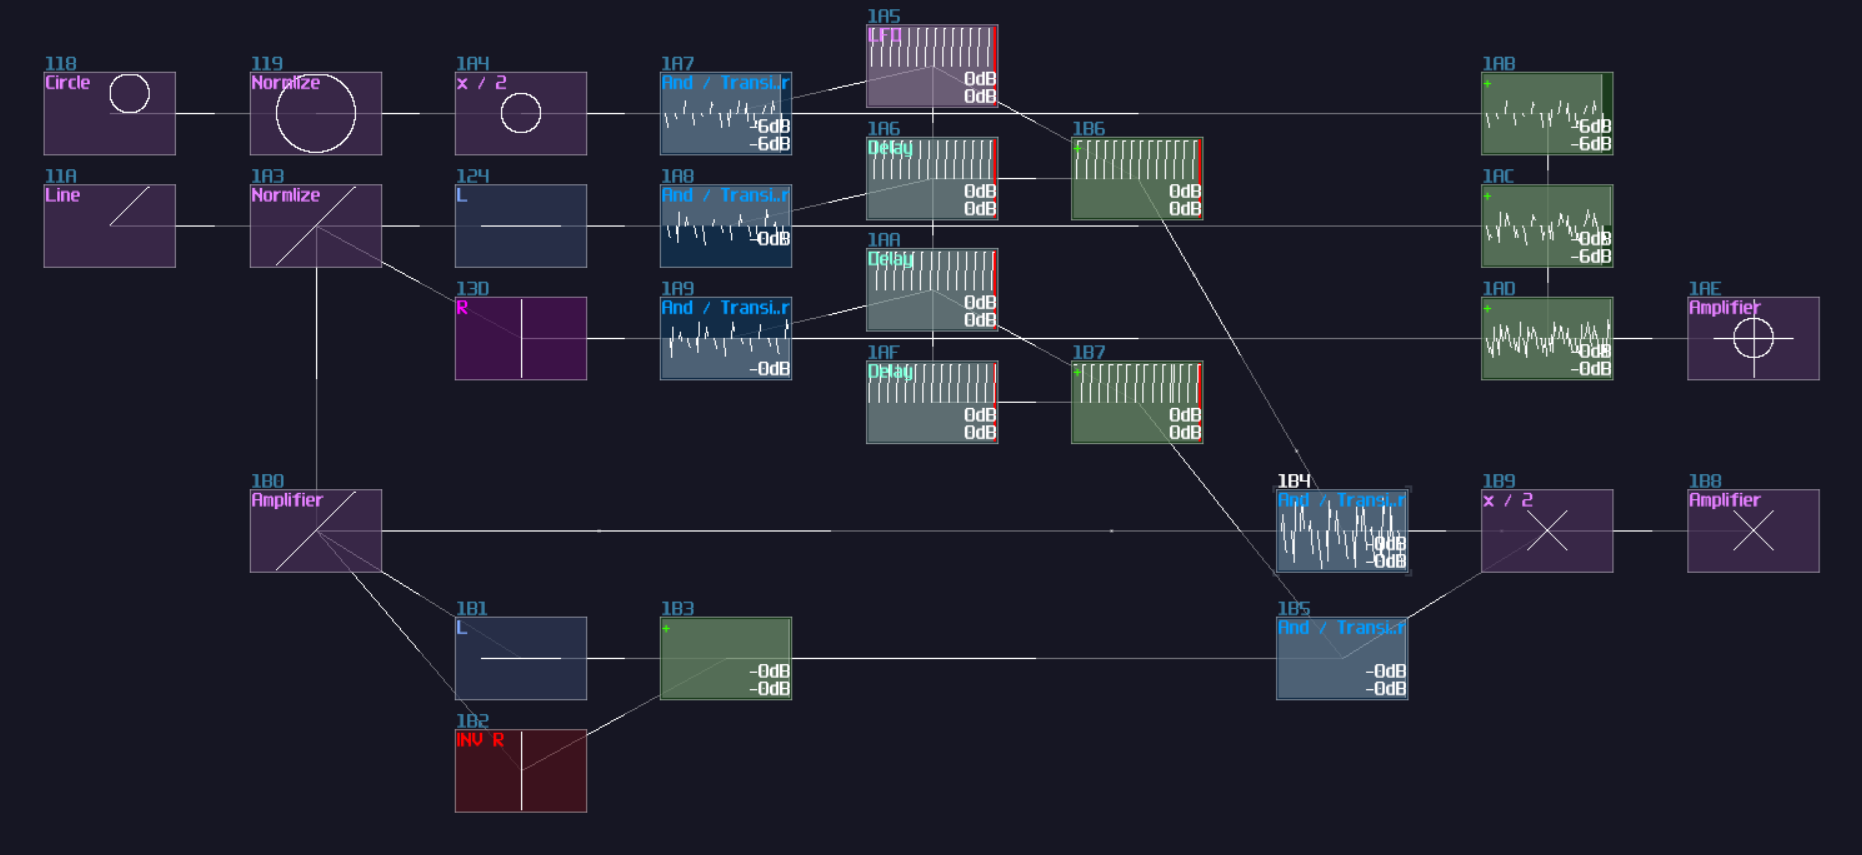 1A5
LFO
0dB
0dB
118
Circle
119
Normlize
1A4
x / 2
1A7
And / Transi..r
-6dB
-6dB
1AB
+
-6dB
-6dB
1A6
Delay
0dB
0dB
1B6
+
0dB
0dB
11A
Line
1A3
Normlize
124
L
1A8
And / Transi..r
-0dB
1AC
+
-0dB
-6dB
1AA
Delay
0dB
0dB
13D
R
1A9
And / Transi..r
-0dB
1AD
+
-0dB
-0dB
1AE
Amplifier
1AF
Delay
0dB
0dB
1B7
+
0dB
0dB
1B0
Amplifier
1B4
And / Transi..r
-0dB
-0dB
1B9
x / 2
1B8
Amplifier
1B1
L
1B3
+
-0dB
-0dB
1B5
And / Transi..r
-0dB
-0dB
1B2
INV R